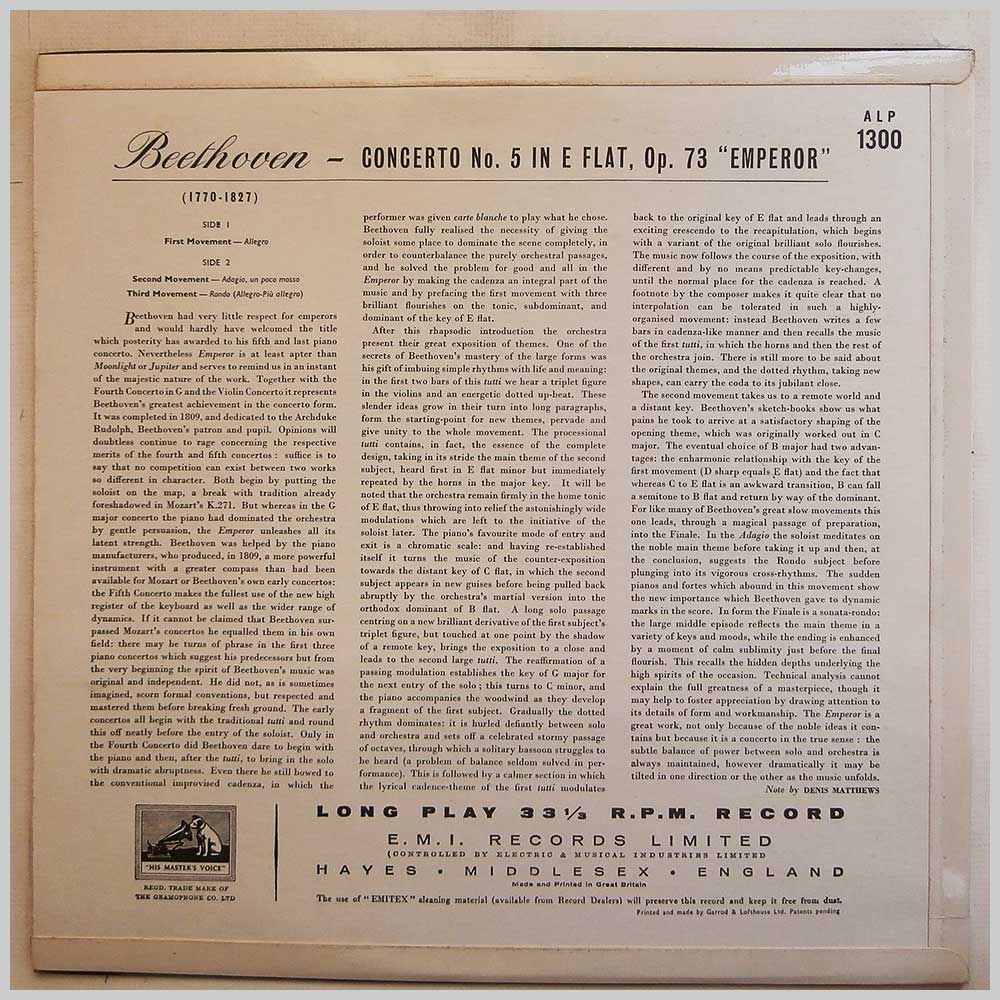 ALP
1300
Beethoven – CONCERTO No. 5 IN E FLAT, Op. 73 "EMPEROR"
(1770-1827)
SIDE 1
First Movement — Allegro
SIDE 2
Second Movement — Adagio, un poco mosso
Third Movement — Rondo (Allegro-Più allegro)
Beethoven had very little respect for emperors
and would hardly have welcomed the title
which posterity has awarded to his fifth and last piano
concerto. Nevertheless Emperor is at least apter than
Moonlight or Jupiter and serves to remind us in an instant
of the majestic nature of the work. Together with the
Fourth Concerto in G and the Violin Concerto it represents
Beethoven's greatest achievement in the concerto form.
It was completed in 1809, and dedicated to the Archduke
Rudolph, Beethoven's patron and pupil. Opinions will
doubtless continue to rage concerning the respective
merits of the fourth and fifth concertos : suffice is to
say that no competition can exist between two works
so different in character. Both begin by putting the
soloist on the map, a break with tradition already
foreshadowed in Mozart's K.271. But whereas in the G
major concerto the piano had dominated the orchestra
by gentle persuasion, the Emperor unleashes all its
latent strength. Beethoven was helped by the piano
manufacturers, who produced, in 1809, a more powerful
instrument with a greater compass than had been
available for Mozart or Beethoven's own early concertos:
the Fifth Concerto makes the fullest use of the new high
register of the keyboard as well as the wider range of
dynamics. If it cannot be claimed that Beethoven sur-
passed Mozart's concertos he equalled them in his own
field: there may be turns of phrase in the first three
piano concertos which suggest his predecessors but from
the very beginning the spirit of Beethoven's music was
original and independent. He did not, as is sometimes
imagined, scorn formal conventions, but respected and
mastered them before breaking fresh ground. The early
concertos all begin with the traditional tutti and round
this off neatly before the entry of the soloist. Only in
the Fourth Concerto did Beethoven dare to begin with
the piano and then, after the tutti, to bring in the solo
with dramatic abruptness. Even there he still bowed to
the conventional improvised cadenza, in which the
performer was given carte blanche to play what he chose.
Beethoven fully realised the necessity of giving the
soloist some place to dominate the scene completely, in
order to counterbalance the purely orchestral passages,
and he solved the problem for good and all in the
Emperor by making the cadenza an integral part of the
music and by prefacing the first movement with three
brilliant flourishes on the tonic, subdominant, and
dominant of the key of E flat.
After this rhapsodic introduction the orchestra
present their great exposition of themes. One of the
secrets of Beethoven's mastery of the large forms was
his gift of imbuing simple rhythms with life and meaning:
in the first two bars of this tutti we hear a triplet figure
in the violins and an energetic dotted up-beat. These
slender ideas grow in their turn into long paragraphs,
form the starting-point for new themes, pervade and
give unity to the whole movement. The processional
tutti contains, in fact, the essence of the complete
design, taking in its stride the main theme of the second
subject, heard first in E flat minor but immediately
repeated by the horns in the major key. It will be
noted that the orchestra remain firmly in the home tonic
of E flat, thus throwing into relief the astonishingly wide
modulations which are left to the initiative of the
soloist later. The piano's favourite mode of entry and
exit is a chromatic scale: and having re-established
itself it turns the music of the counter-exposition
towards the distant key of C flat, in which the second
subject appears in new guises before being pulled back
abruptly by the orchestra's martial version into the
orthodox dominant of B flat. A long solo passage
centring on a new brilliant derivative of the first subject's
triplet figure, but touched at one point by the shadow
of a remote key, brings the exposition to a close and
leads to the second large tutti. The reaffirmation of a
passing modulation establishes the key of G major for
the next entry of the solo ; this turns to C minor, and
the piano accompanies the woodwind as they develop
a fragment of the first subject. Gradually the dotted
rhythm dominates: it is hurled defiantly between solo
and orchestra and sets off a celebrated stormy passage
of octaves, through which a solitary bassoon struggles to
be heard (a problem of balance seldom solved in per-
formance). This is followed by a calmer section in which
the lyrical cadence-theme of the first tutti modulates
back to the original key of E flat and leads through an
exciting crescendo to the recapitulation, which begins
with a variant of the original brilliant solo flourishes.
The music now follows the course of the exposition, with
different and by no means predictable key-changes,
until the normal place for the cadenza is reached. A
footnote by the composer makes it quite clear that no
interpolation can be tolerated in such a highly-
organised movement: instead Beethoven writes a few
bars in cadenza-like manner and then recalls the music
of the first tutti, in which the horns and then the rest of
the orchestra join. There is still more to be said about
the original themes, and the dotted rhythm, taking new
shapes, can carry the coda to its jubilant close.
The second movement takes us to a remote world and
a distant key. Beethoven's sketch-books show us what
pains he took to arrive at a satisfactory shaping of the
opening theme, which was originally worked out in C
major. The eventual choice of B major had two advan-
tages: the enharmonic relationship with the key of the
first movement (D sharp equals E flat) and the fact that
whereas C to E flat is an awkward transition, B can fall
a semitone to B flat and return by way of the dominant.
For like many of Beethoven's great slow movements this
one leads, through a magical passage of preparation,
into the Finale. In the Adagio the soloist meditates on
the noble main theme before taking it up and then, at
the conclusion, suggests the Rondo subject before
plunging into its vigorous cross-rhythms. The sudden
pianos and fortes which abound in this movement show
the new importance which Beethoven gave to dynamic
marks in the score. In form the Finale is a sonata-rondo:
the large middle episode reflects the main theme in a
variety of keys and moods, while the ending is enhanced
by a moment of calm sublimity just before the final
flourish. This recalls the hidden depths underlying the
high spirits of the occasion. Technical analysis cannot
explain the full greatness of a masterpiece, though it
may help to foster appreciation by drawing attention to
its details of form and workmanship. The Emperor is a
great work, not only because of the noble ideas it con-
tains but because it is a concerto in the true sense : the
subtle balance of power between solo and orchestra is
always maintained, however dramatically it may be
tilted in one direction or the other as the music unfolds.
Note by DENIS MATTHEWS
"HIS MASTER'S VOICE"
REGD. TRADE MARK OF
THE GRAMOPHONE CO. LTD
LONG PLAY 33⅓ R.P.M. RECORD
E.M.I. RECORDS LIMITED
(CONTROLLED BY ELECTRIC & MUSICAL INDUSTRIES LIMITED
HAYES • MIDDLESEX • ENGLAND
Made and Printed in Great Britain
The use of "EMITEX" cleaning material (available from Record Dealers) will preserve this record and keep it free from dust.
Printed and made by Garrod & Lofthouse Ltd. Patents pending